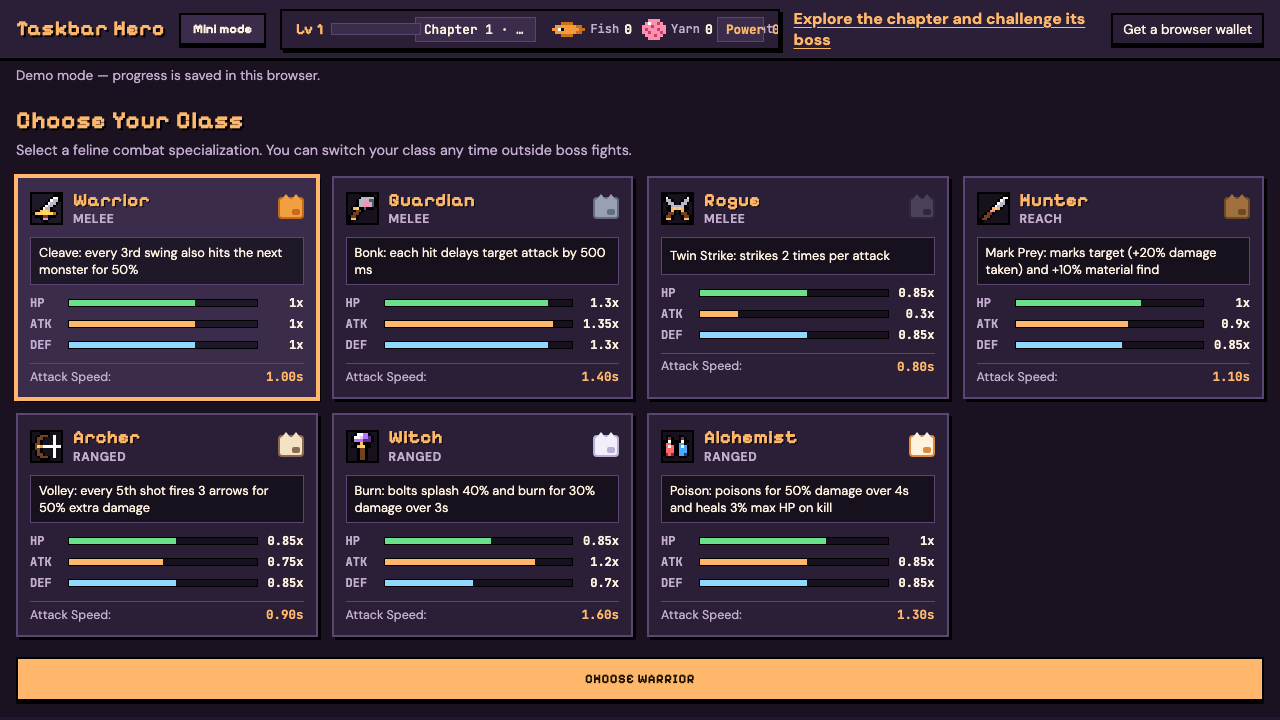 Taskbar Hero
Mini mode
Lv 1
Chapter 1 · …
Fish 0
Yarn 0
Power
Explore the chapter and challenge its
boss
Get a browser wallet
Demo mode — progress is saved in this browser.
Choose Your Class
Select a feline combat specialization. You can switch your class any time outside boss fights.
Warrior
MELEE
Cleave: every 3rd swing also hits the next
monster for 50%
HP 1x
ATK 1x
DEF 1x
Attack Speed: 1.00s
Guardian
MELEE
Bonk: each hit delays target attack by 500
ms
HP 1.3x
ATK 1.35x
DEF 1.3x
Attack Speed: 1.40s
Rogue
MELEE
Twin Strike: strikes 2 times per attack
HP 0.85x
ATK 0.3x
DEF 0.85x
Attack Speed: 0.80s
Hunter
REACH
Mark Prey: marks target (+20% damage
taken) and +10% material find
HP 1x
ATK 0.9x
DEF 0.85x
Attack Speed: 1.10s
Archer
RANGED
Volley: every 5th shot fires 3 arrows for
50% extra damage
HP 0.85x
ATK 0.75x
DEF 0.85x
Attack Speed: 0.90s
Witch
RANGED
Burn: bolts splash 40% and burn for 30%
damage over 3s
HP 0.85x
ATK 1.2x
DEF 0.7x
Attack Speed: 1.60s
Alchemist
RANGED
Poison: poisons for 50% damage over 4s
and heals 3% max HP on kill
HP 1x
ATK 0.85x
DEF 0.85x
Attack Speed: 1.30s
CHOOSE WARRIOR